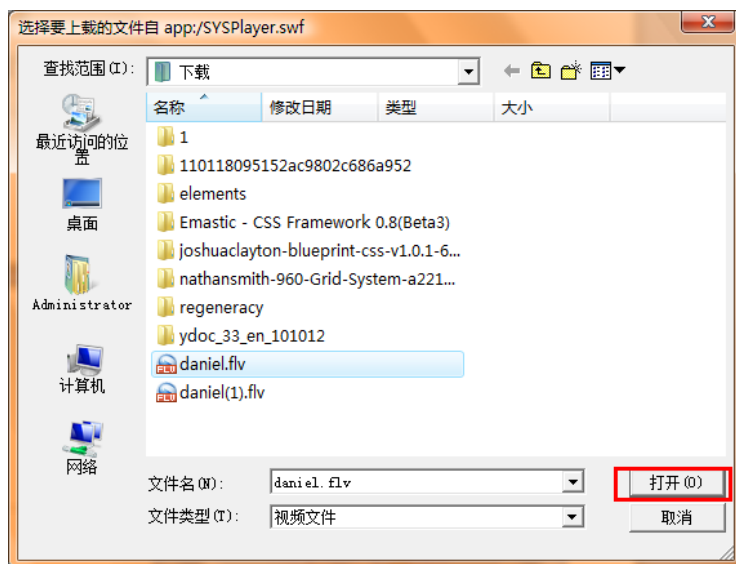 选择要上载的文件自 app:/SYSPlayer.swf
查找范围(I):
下载
名称 修改日期 类型 大小
最近访问的位置
桌面
Administrator
计算机
网络
1
110118095152ac9802c686a952
elements
Emastic - CSS Framework 0.8(Beta3)
joshuaclayton-blueprint-css-v1.0.1-6...
nathansmith-960-Grid-System-a221...
regeneracy
ydoc_33_en_101012
daniel.flv
daniel(1).flv
文件名(N): daniel.flv 打开(O)
文件类型(T): 视频文件 取消